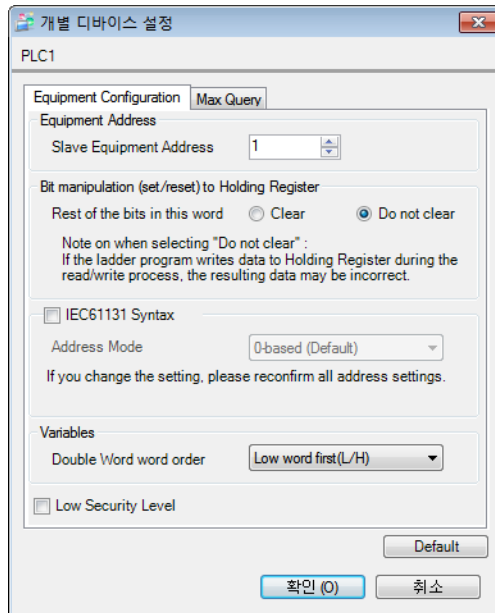 개별 디바이스 설정
PLC1
Equipment Configuration Max Query
Equipment Address
Slave Equipment Address 1
Bit manipulation (set/reset) to Holding Register
Rest of the bits in this word Clear Do not clear
Note on when selecting "Do not clear" :
If the ladder program writes data to Holding Register during the
read/write process, the resulting data may be incorrect.
IEC61131 Syntax
Address Mode 0-based (Default)
If you change the setting, please reconfirm all address settings.
Variables
Double Word word order Low word first(L/H)
Low Security Level
Default
확인 (O) 취소